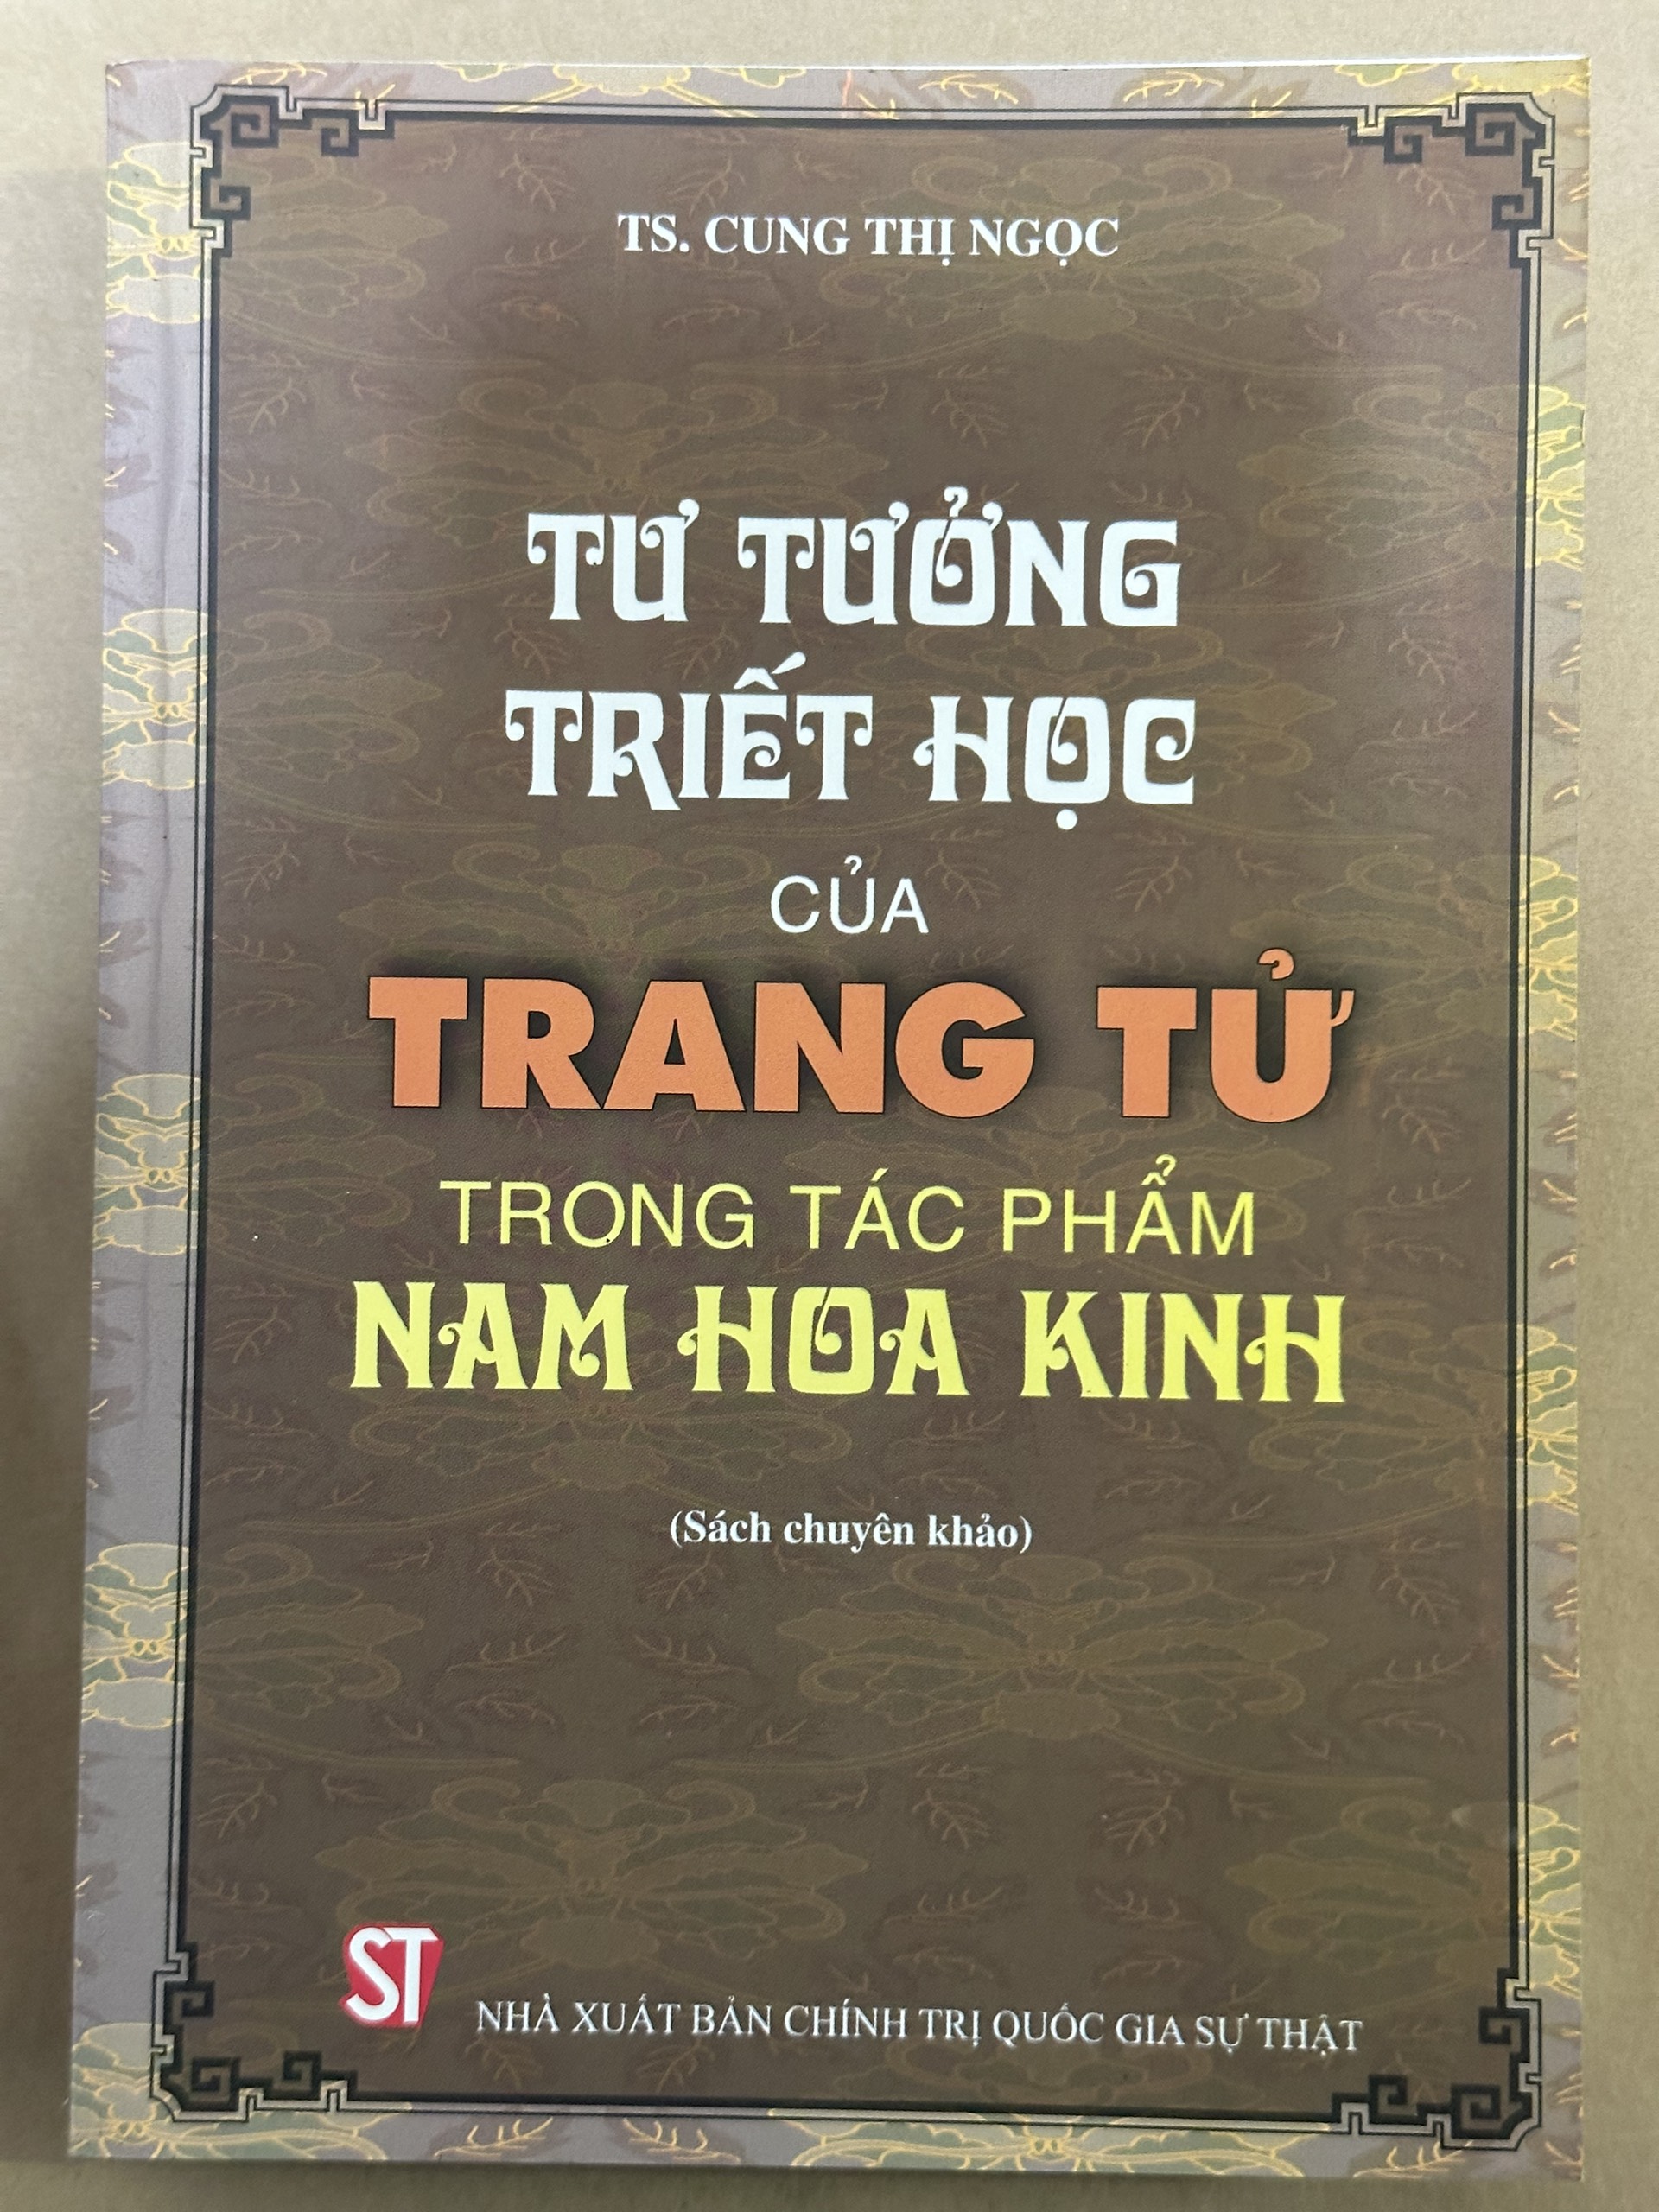 TS. CUNG THỊ NGỌC
TƯ TƯỞNG
TRIẾT HỌC
CỦA
TRANG TỬ
TRONG TÁC PHẨM
NAM HOA KINH
(Sách chuyên khảo)
ST
NHÀ XUẤT BẢN CHÍNH TRỊ QUỐC GIA SỰ THẬT